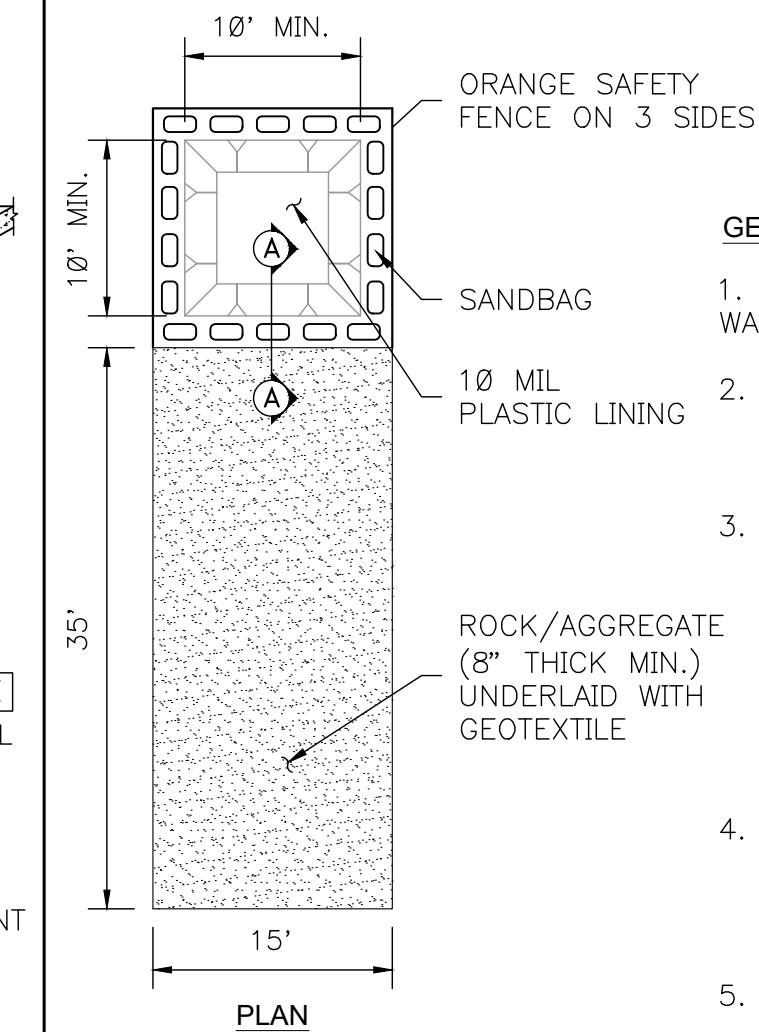 10' MIN.
ORANGE SAFETY
FENCE ON 3 SIDES
10' MIN.
A
SANDBAG
10 MIL
PLASTIC LINING
A
35'
ROCK/AGGREGATE
(8" THICK MIN.)
UNDERLAID WITH
GEOTEXTILE
15'
PLAN
GE
1.
WA
2.
3.
4.
5.
L
NT